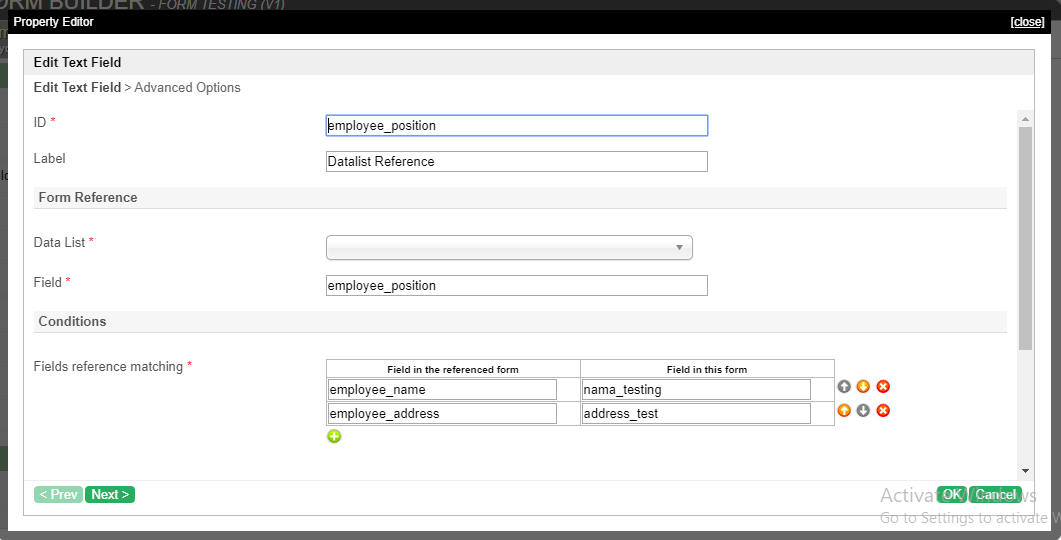 ORM BUILDER - FORM TESTING (V1)
Property Editor
[close]
Edit Text Field
Edit Text Field > Advanced Options
ID *
employee_position
Label
Datalist Reference
Form Reference
Data List *
Field *
employee_position
Conditions
Fields reference matching *
Field in the referenced form
Field in this form
employee_name
nama_testing
employee_address
address_test
< Prev
Next >
OK
Cancel
Activate Windows
Go to Settings to activate W